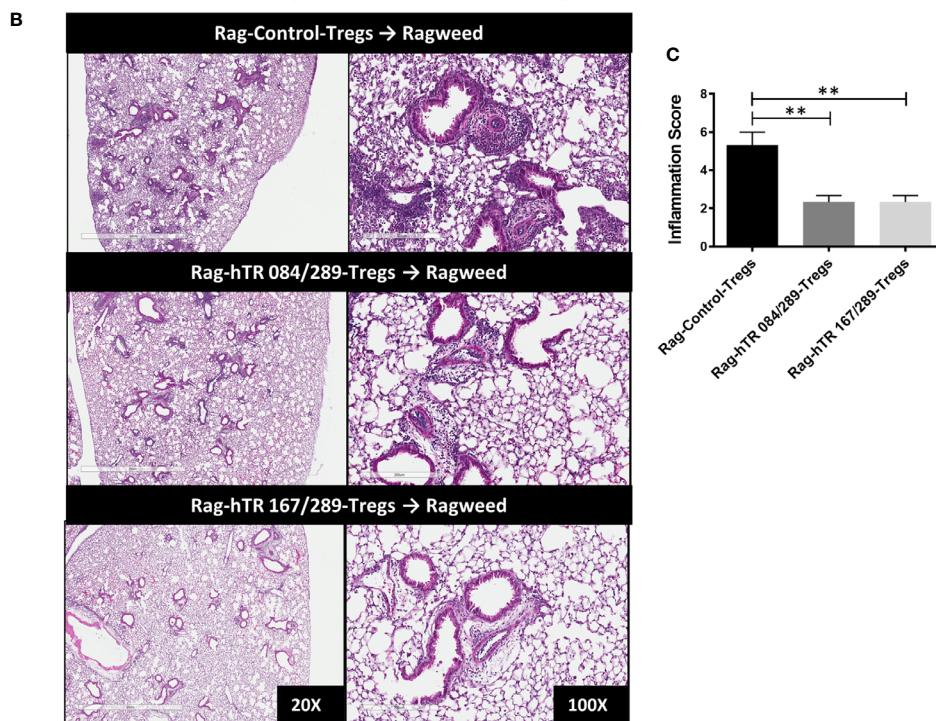 B
Rag-Control-Tregs → Ragweed
Rag-hTR 084/289-Tregs → Ragweed
Rag-hTR 167/289-Tregs → Ragweed
20X
100X
C
**
**
Inflammation Score
8
6
4
2
0
Rag-Control-Tregs
Rag-hTR 084/289-Tregs
Rag-hTR 167/289-Tregs